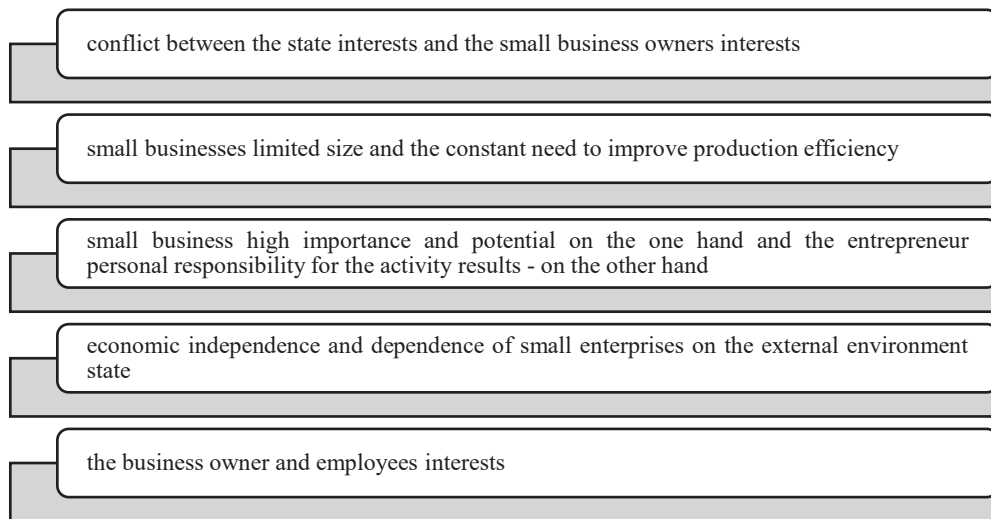 conflict between the state interests and the small business owners interests
small businesses limited size and the constant need to improve production efficiency
small business high importance and potential on the one hand and the entrepreneur
personal responsibility for the activity results - on the other hand
economic independence and dependence of small enterprises on the external environment
state
the business owner and employees interests